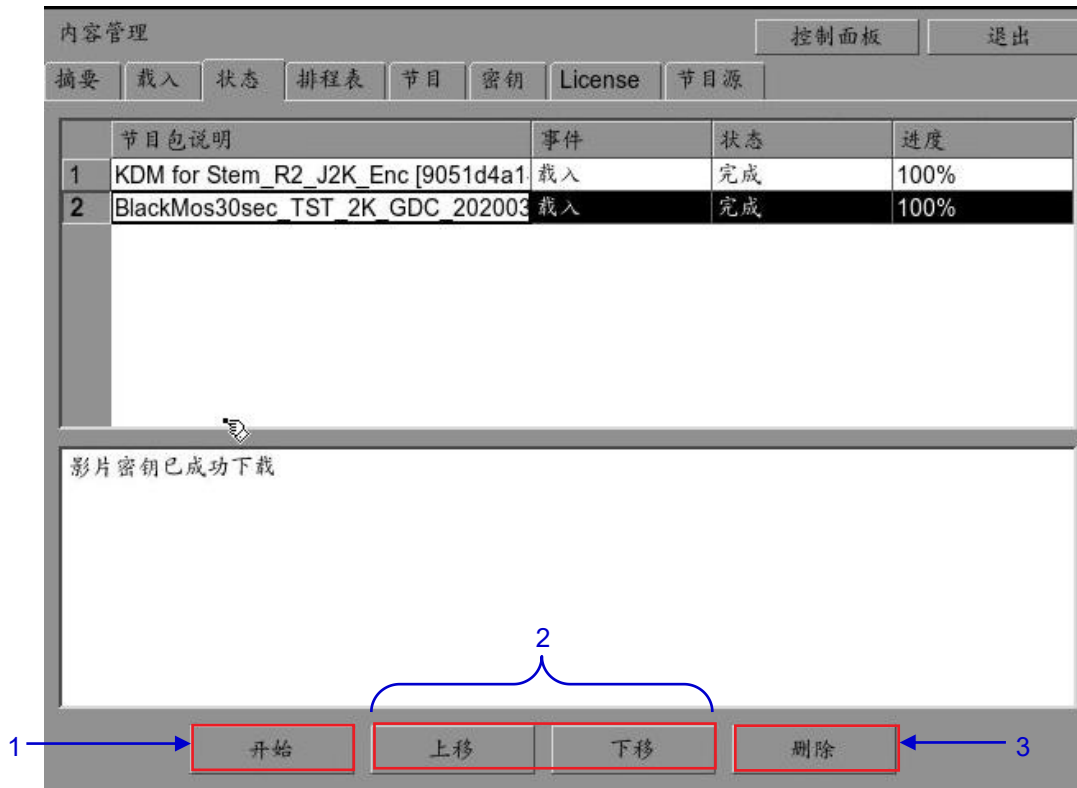 内容管理 控制面板 退出
摘要 载入 状态 排程表 节目 密钥 License 节目源
节目包说明 事件 状态 进度
1 KDM for Stem_R2_J2K_Enc [9051d4a1 载入 完成 100%
2 BlackMos30sec_TST_2K_GDC_202003 载入 完成 100%
影片密钥已成功下载
2
1 开始 上移 下移 删除 3